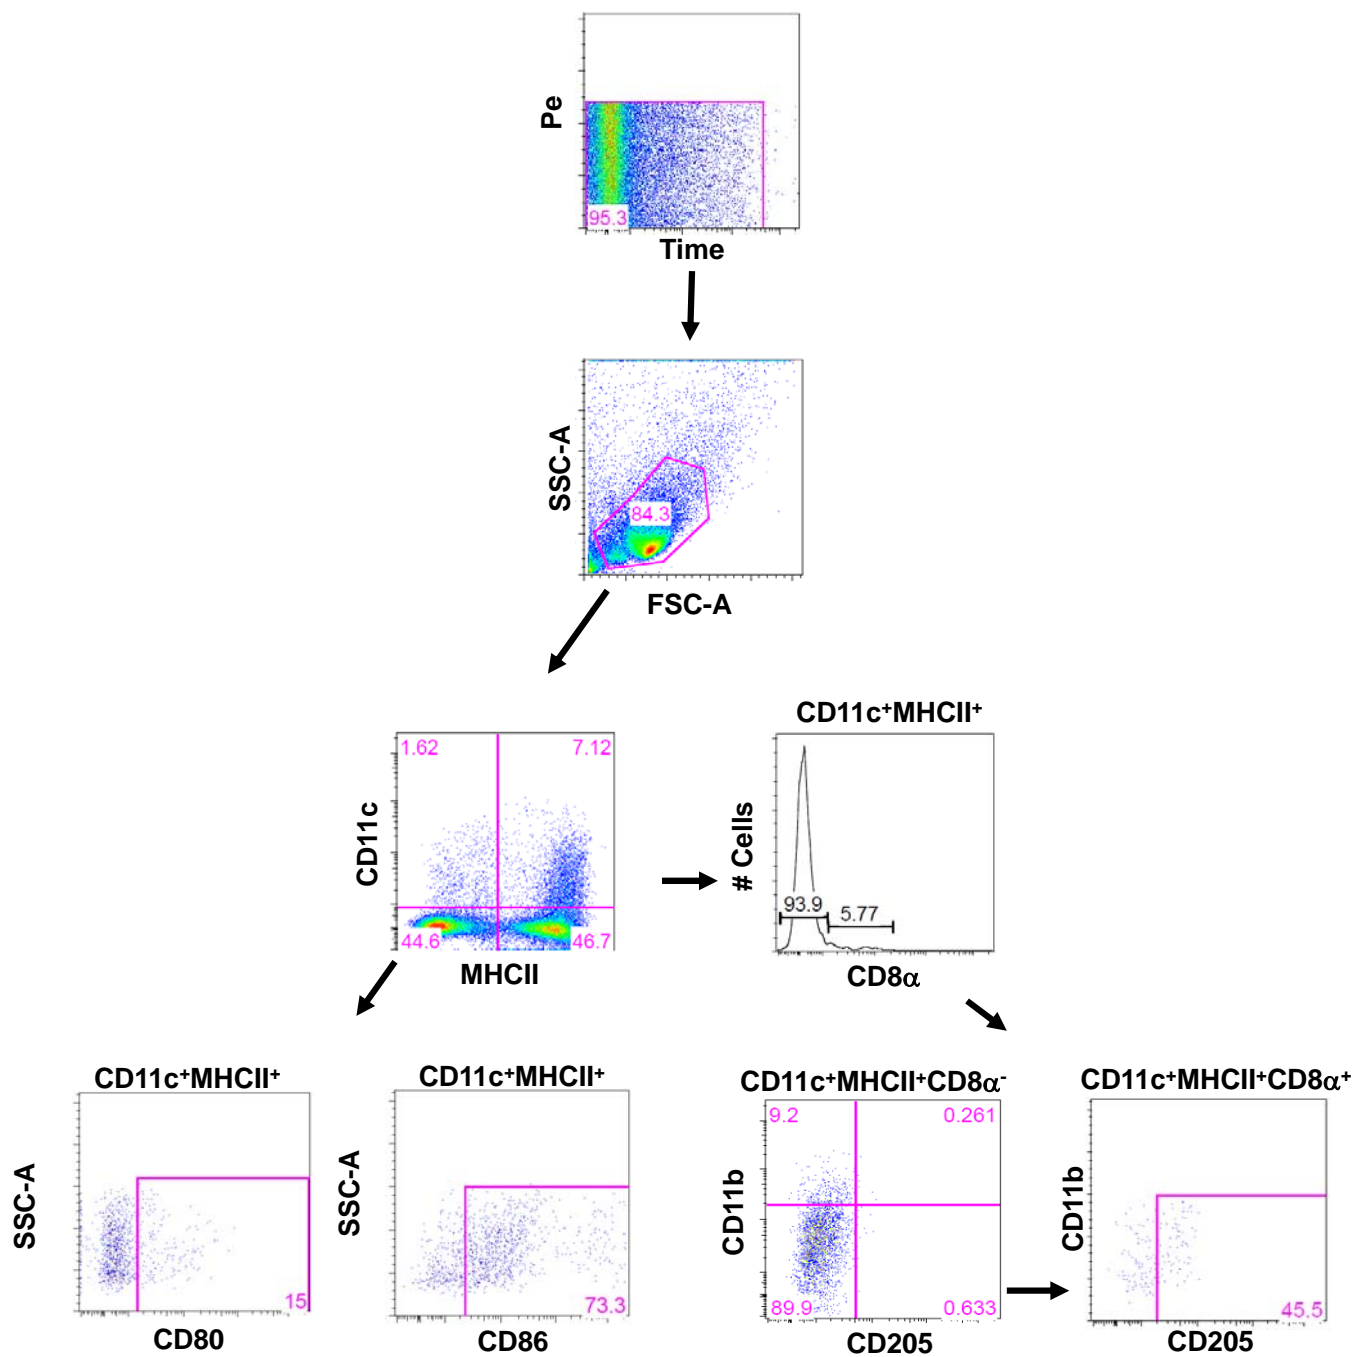 Pe
95.3
Time
SSC-A
84.3
FSC-A
CD11c⁺MHCII⁺
1.62 7.12
CD11c
44.6 46.7
MHCII
# Cells
93.9 5.77
CD8α
CD11c⁺MHCII⁺
SSC-A
15
CD80
CD11c⁺MHCII⁺
SSC-A
73.3
CD86
CD11c⁺MHCII⁺CD8α⁻
9.2 0.261
CD11b
89.9 0.633
CD205
CD11c⁺MHCII⁺CD8α⁺
CD11b
45.5
CD205